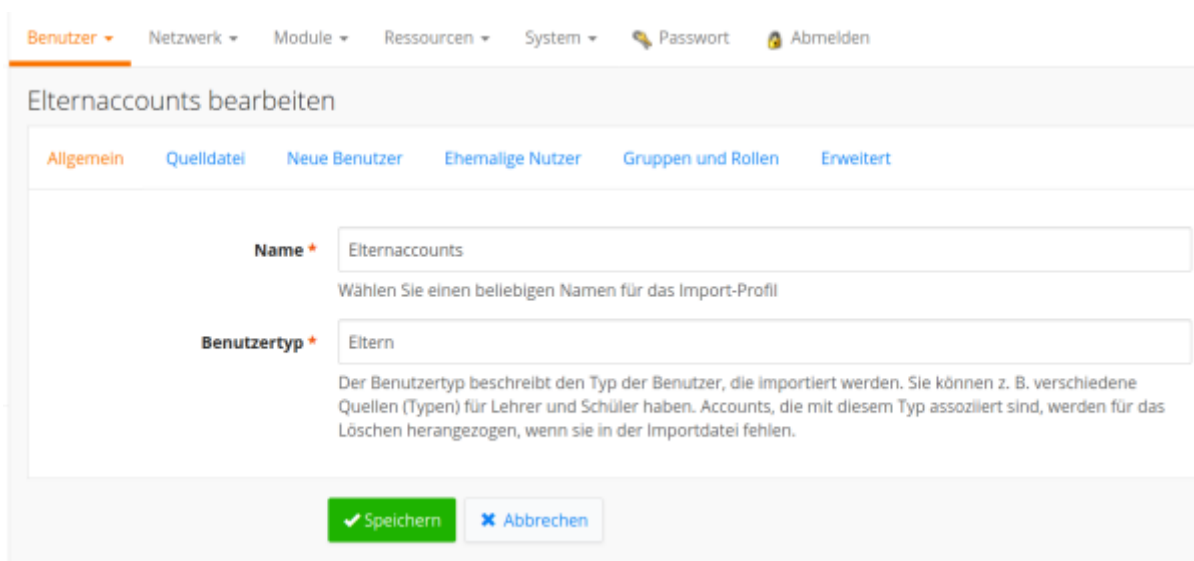 Benutzer Netzwerk Module Ressourcen System Passwort Abmelden
Elternaccounts bearbeiten
Allgemein Quelldatei Neue Benutzer Ehemalige Nutzer Gruppen und Rollen Erweitert
Name * Elternaccounts
Wählen Sie einen beliebigen Namen für das Import-Profil
Benutzertyp * Eltern
Der Benutzertyp beschreibt den Typ der Benutzer, die importiert werden. Sie können z. B. verschiedene
Quellen (Typen) für Lehrer und Schüler haben. Accounts, die mit diesem Typ assoziiert sind, werden für das
Löschen herangezogen, wenn sie in der Importdatei fehlen.
Speichern Abbrechen